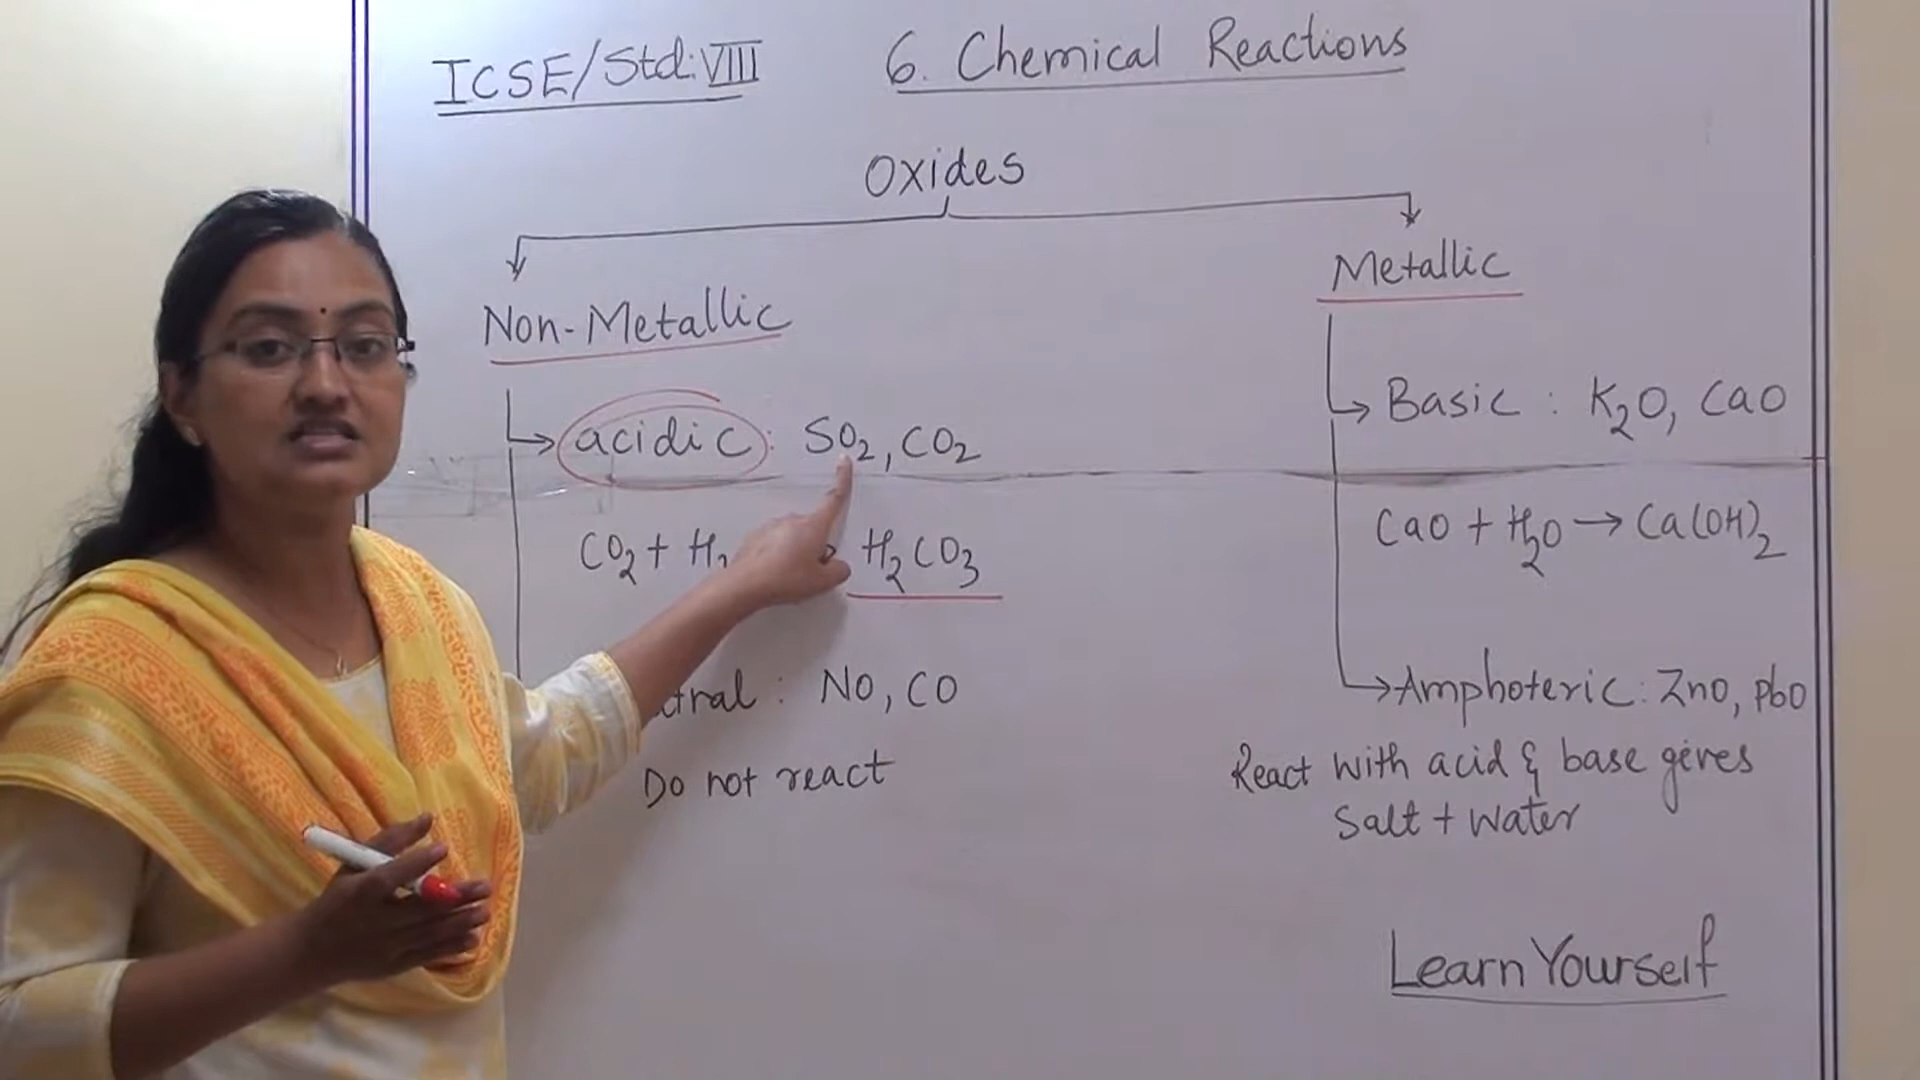 ICSE/Std:VIII
6. Chemical Reactions
Oxides
Non-Metallic
acidic : SO₂, CO₂
CO₂ + H₂ → H₂CO₃
tral : NO, CO
Do not react
Metallic
Basic : K₂O, CaO
CaO + H₂O → Ca(OH)₂
Amphoteric : ZnO, PbO
React with acid & base gives
Salt + Water
Learn Yourself